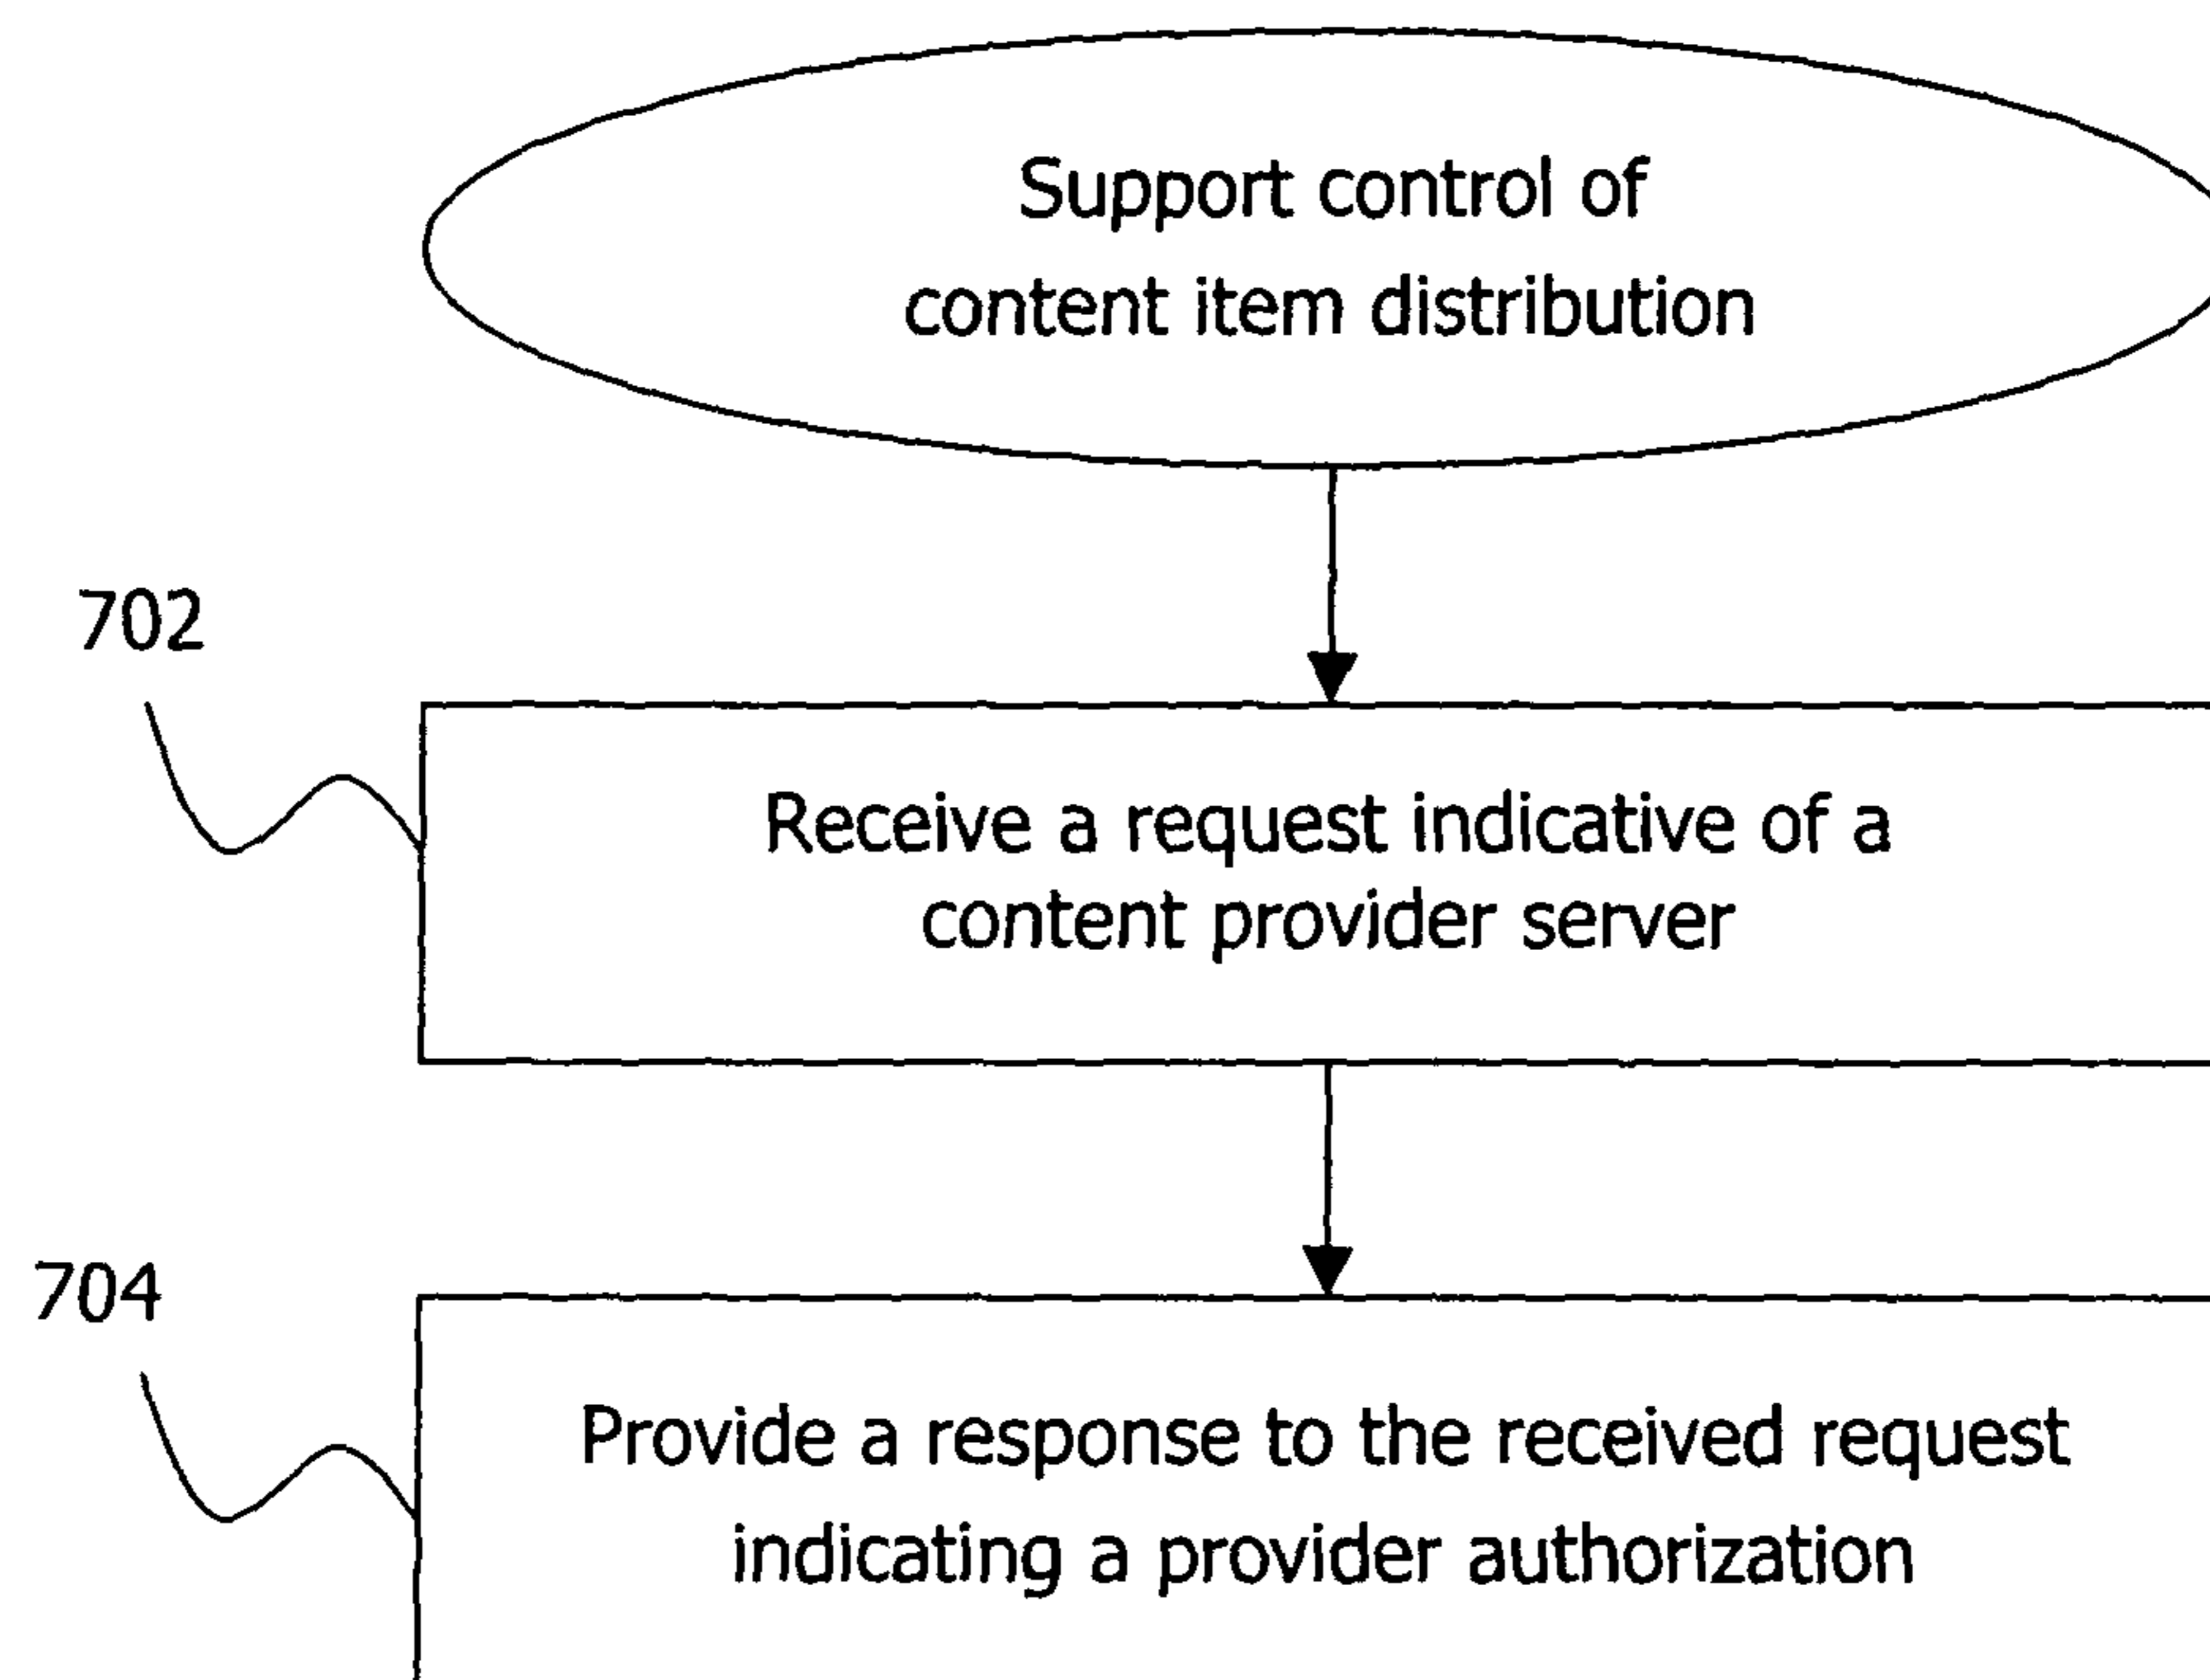 Support control of
content item distribution
702
Receive a request indicative of a
content provider server
704
Provide a response to the received request
indicating a provider authorization